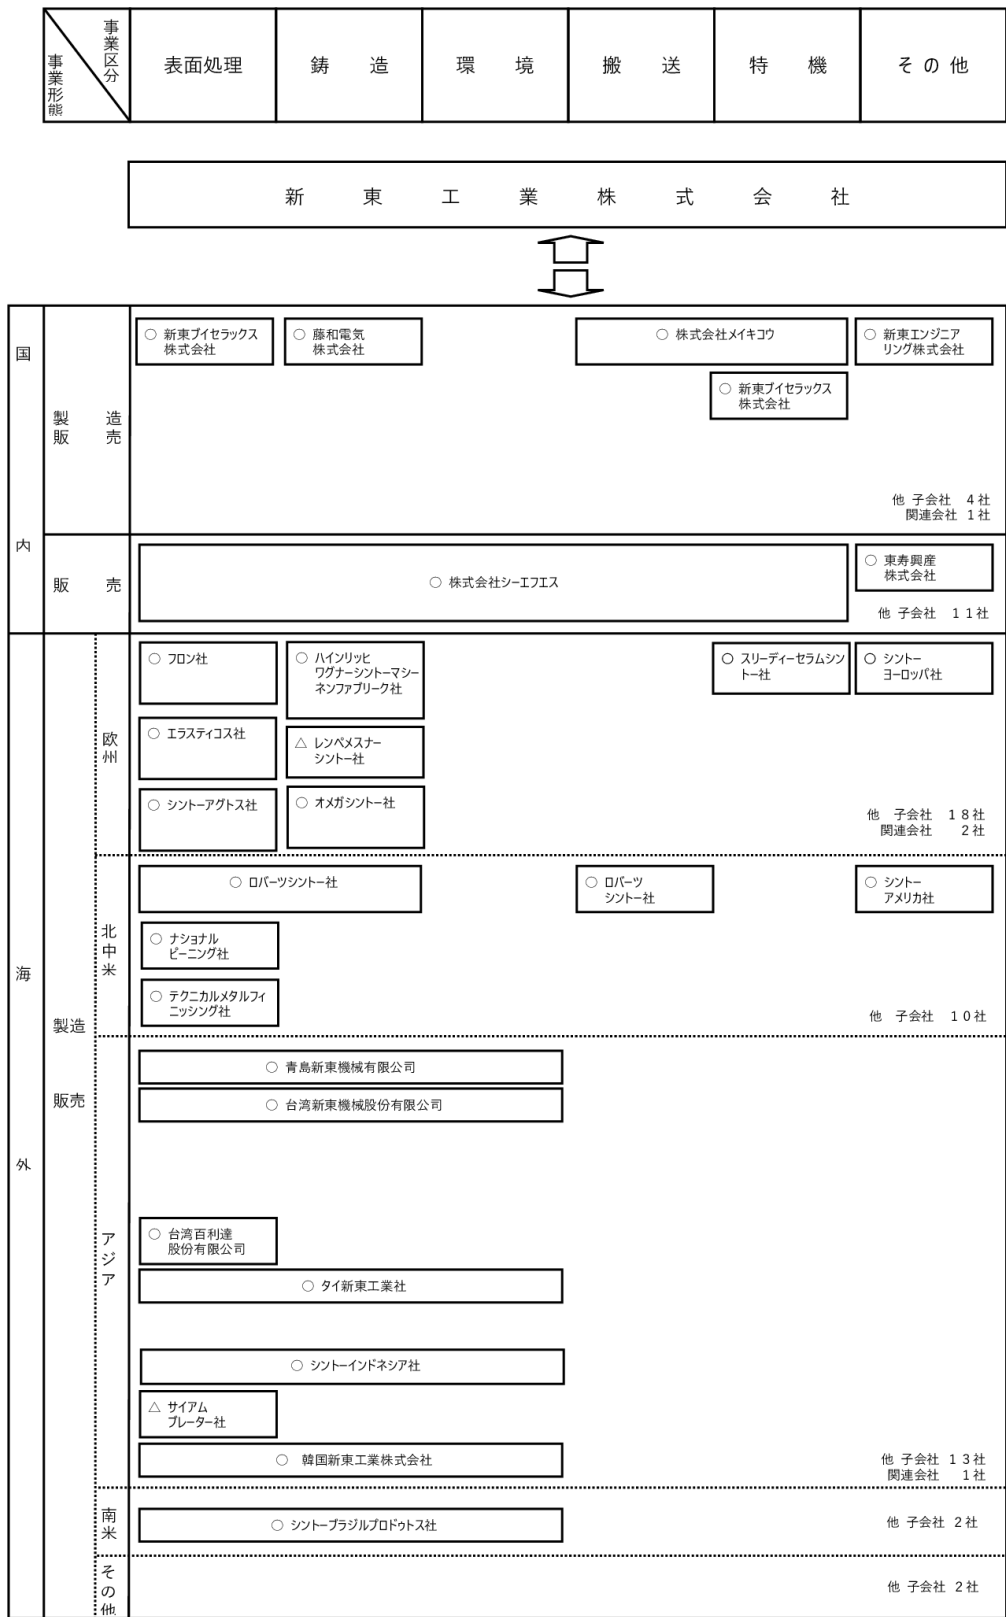 事業区分
事業形態
表面処理
鋳 造
環 境
搬 送
特 機
そ の 他
新 東 工 業 株 式 会 社
国 内
製 造
販 売
○ 新東ブイセラックス
株式会社
○ 藤和電気
株式会社
○ 株式会社メイキコウ
○ 新東エンジニア
リング株式会社
○ 新東ブイセラックス
株式会社
他 子会社 4社
関連会社 1社
販 売
○ 株式会社シーエフエス
○ 東寿興産
株式会社
他 子会社 11社
海 外
製造
販売
欧州
○ フロン社
○ ハインリッヒ
ワグナーシントーマシー
ネンファブリーク社
○ スリーディーセラムシン
トー社
○ シントー
ヨーロッパ社
○ エラスティコス社
△ レンペメスナー
シントー社
○ シントーアグトス社
○ オメガシントー社
他 子会社 18社
関連会社 2社
北中米
○ ロバーツシントー社
○ ロバーツ
シントー社
○ シントー
アメリカ社
○ ナショナル
ピーニング社
○ テクニカルメタルフィ
ニッシング社
他 子会社 10社
アジア
○ 青島新東機械有限公司
○ 台湾新東機械股份有限公司
○ 台湾百利達
股份有限公司
○ タイ新東工業社
○ シントーインドネシア社
△ サイアム
ブレーター社
○ 韓国新東工業株式会社
他 子会社 13社
関連会社 1社
南米
○ シントーブラジルプロドゥトス社
他 子会社 2社
その他
他 子会社 2社